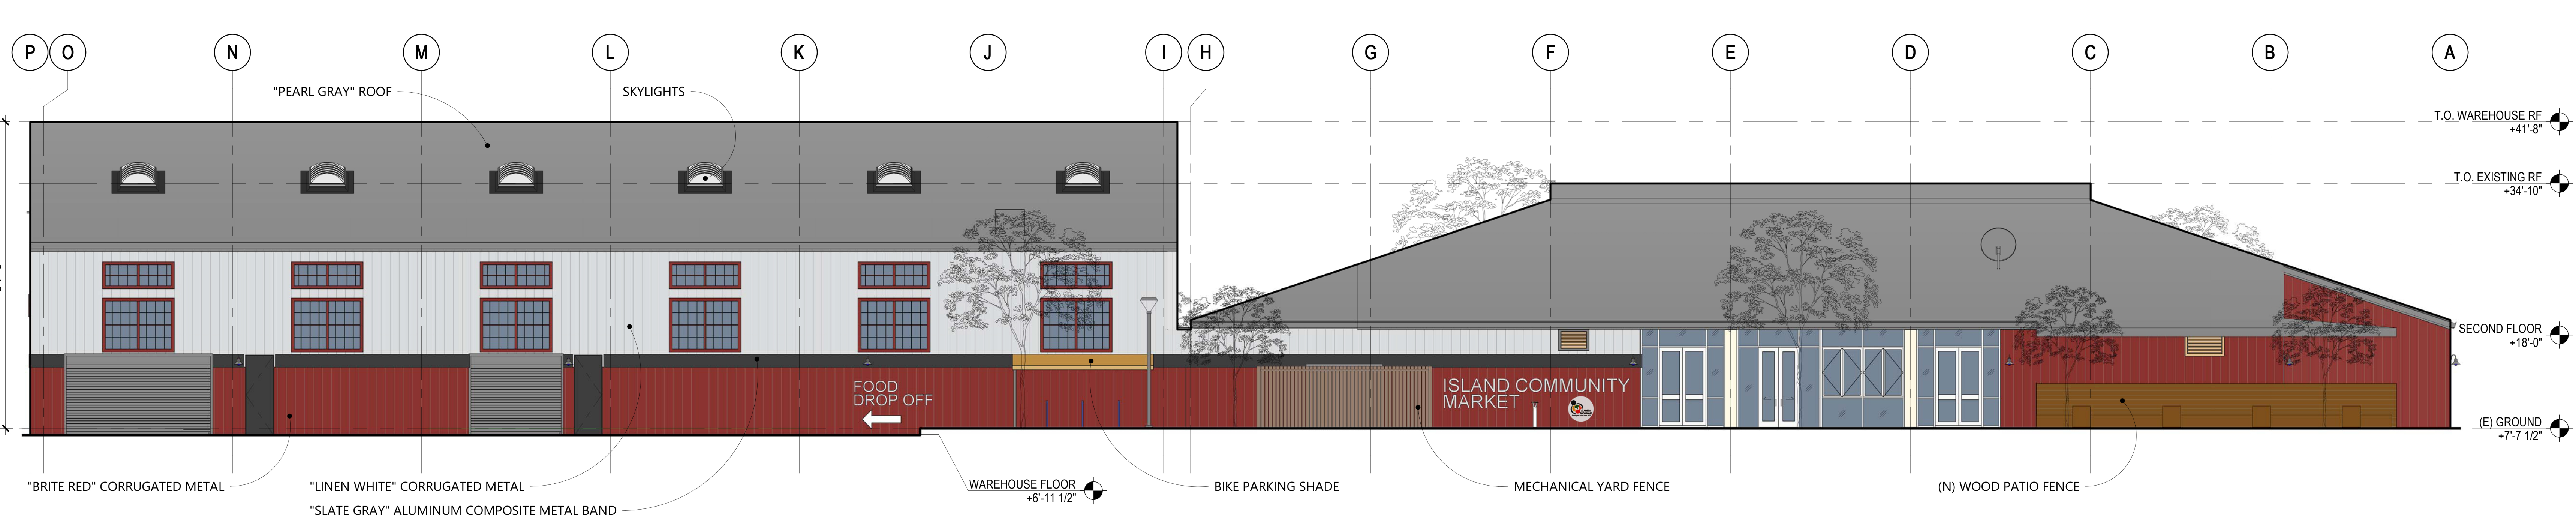 P O N M L K J I H G F E D C B A
"PEARL GRAY" ROOF
SKYLIGHTS
T.O. WAREHOUSE RF
+41'-8"
T.O. EXISTING RF
+34'-10"
SECOND FLOOR
+18'-0"
FOOD
DROP OFF
ISLAND COMMUNITY
MARKET
(E) GROUND
+7'-7 1/2"
"BRITE RED" CORRUGATED METAL
"LINEN WHITE" CORRUGATED METAL
"SLATE GRAY" ALUMINUM COMPOSITE METAL BAND
WAREHOUSE FLOOR
+6'-11 1/2"
BIKE PARKING SHADE
MECHANICAL YARD FENCE
(N) WOOD PATIO FENCE